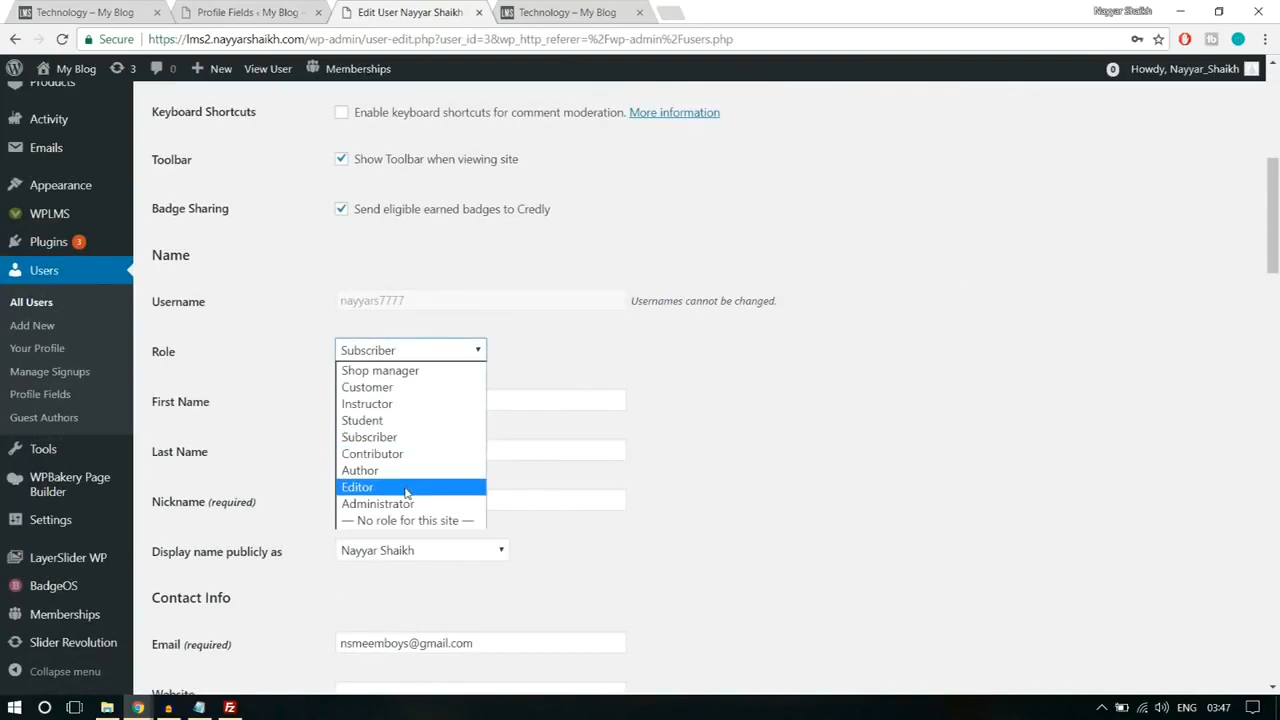 Technology – My Blog
Profile Fields ‹ My Blog –
Edit User Nayyar Shaikh
Technology – My Blog
Nayyar Shaikh
Secure
https://lms2.nayyarshaikh.com/wp-admin/user-edit.php?user_id=3&wp_http_referer=%2Fwp-admin%2Fusers.php
My Blog
3
0
New
View User
Memberships
0
Howdy, Nayyar_Shaikh
Products
Activity
Emails
Appearance
WPLMS
Plugins 3
Users
All Users
Add New
Your Profile
Manage Signups
Profile Fields
Guest Authors
Tools
WPBakery Page
Builder
Settings
LayerSlider WP
BadgeOS
Memberships
Slider Revolution
Collapse menu
Keyboard Shortcuts
Enable keyboard shortcuts for comment moderation. More information
Toolbar
Show Toolbar when viewing site
Badge Sharing
Send eligible earned badges to Credly
Name
Username
nayyars7777
Usernames cannot be changed.
Role
Subscriber
Shop manager
Customer
Instructor
Student
Subscriber
Contributor
Author
Editor
Administrator
— No role for this site —
First Name
Last Name
Nickname (required)
Display name publicly as
Nayyar Shaikh
Contact Info
Email (required)
nsmeemboys@gmail.com
Website
ENG
03:47